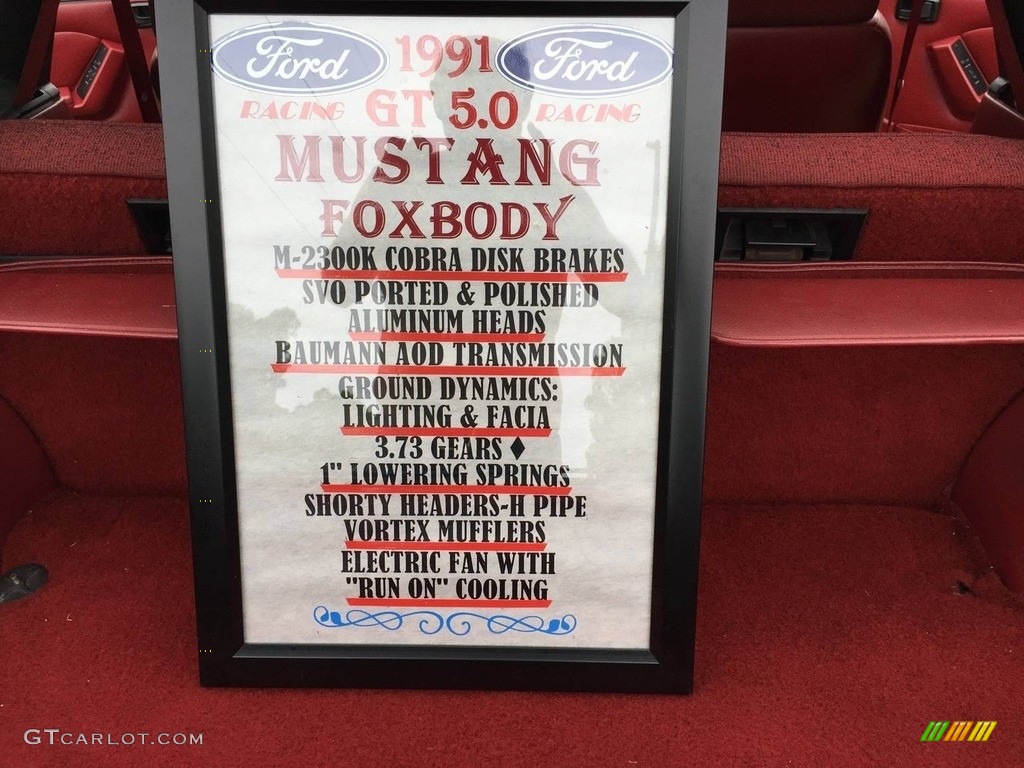 Ford 1991 Ford
RACING GT 5.0 RACING
MUSTANG
FOXBODY
M-2300K COBRA DISK BRAKES
SVO PORTED & POLISHED
ALUMINUM HEADS
BAUMANN AOD TRANSMISSION
GROUND DYNAMICS:
LIGHTING & FACIA
3.73 GEARS ♦
1" LOWERING SPRINGS
SHORTY HEADERS-H PIPE
VORTEX MUFFLERS
ELECTRIC FAN WITH
"RUN ON" COOLING
GTCARLOT.COM